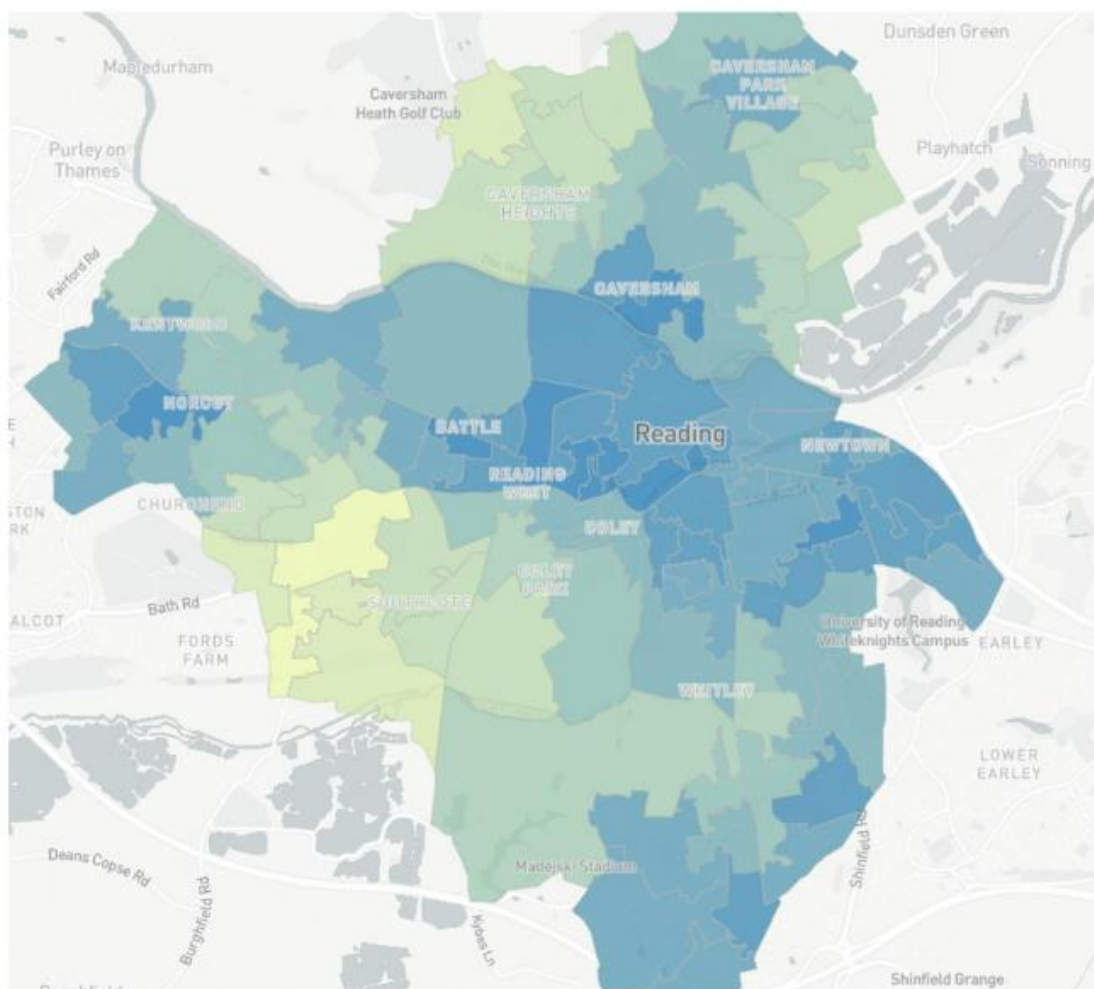 Dunsden Green
Mapledurham
CAVERSHAM
PARK
VILLAGE
Caversham
Heath Golf Club
Purley on
Thames
Playhatch
Sonning
CAVERSHAM
HEIGHTS
Fairford Rd
CAVERSHAM
KENTWOOD
NORCOT
BATTLE
Reading
NEWTOWN
READING
WEST
CHURCHEND
COLEY
COLEY
PARK
Bath Rd
SOUTHCOTE
ALCOT
FORDS
FARM
University of Reading
Whiteknights Campus
EARLEY
WHITLEY
LOWER
EARLEY
Deans Copse Rd
Madejski Stadium
Shinfield Rd
Burghfield Rd
Kybes Ln
Shinfield Grange